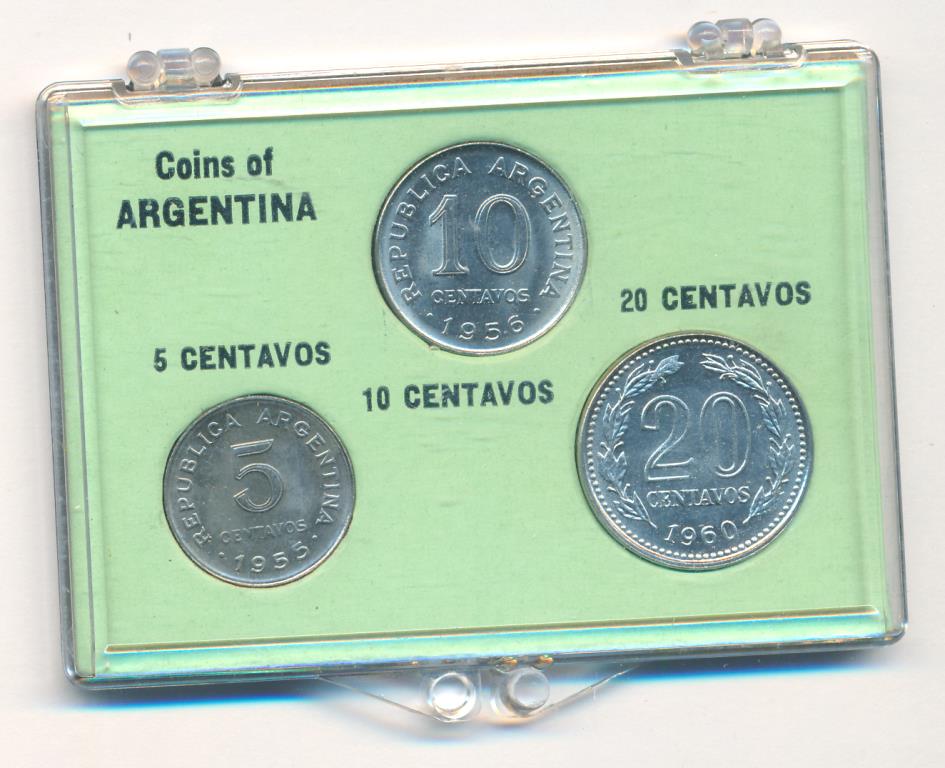 Coins of
ARGENTINA
REPUBLICA ARGENTINA
10
CENTAVOS
1956
10 CENTAVOS
20 CENTAVOS
20
CENTAVOS
1960
5 CENTAVOS
REPUBLICA ARGENTINA
5
CENTAVOS
1955